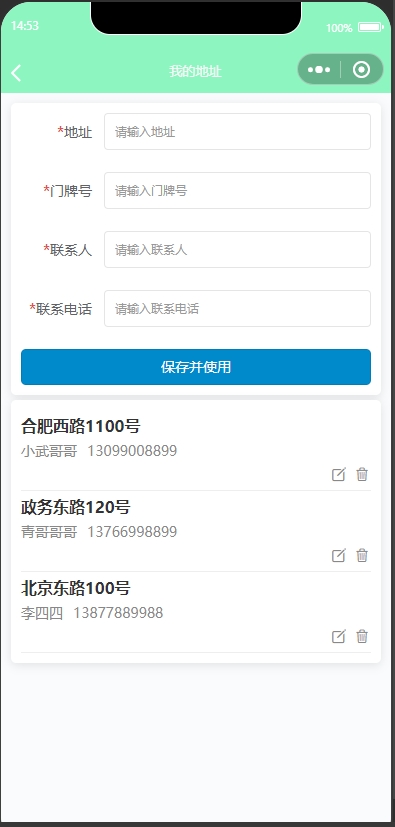 14:53
100%
我的地址
*地址
请输入地址
*门牌号
请输入门牌号
*联系人
请输入联系人
*联系电话
请输入联系电话
保存并使用
合肥西路1100号
小武哥哥 13099008899
政务东路120号
青哥哥哥 13766998899
北京东路100号
李四四 13877889988